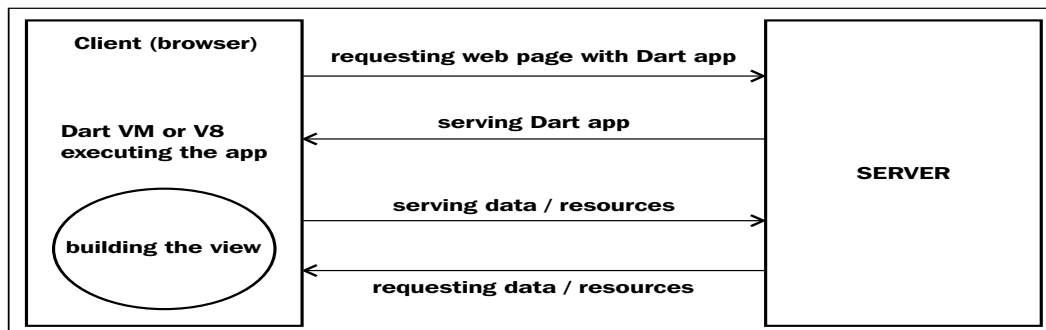 Client (browser)
requesting web page with Dart app
serving Dart app
Dart VM or V8
executing the app
SERVER
serving data / resources
building the view
requesting data / resources